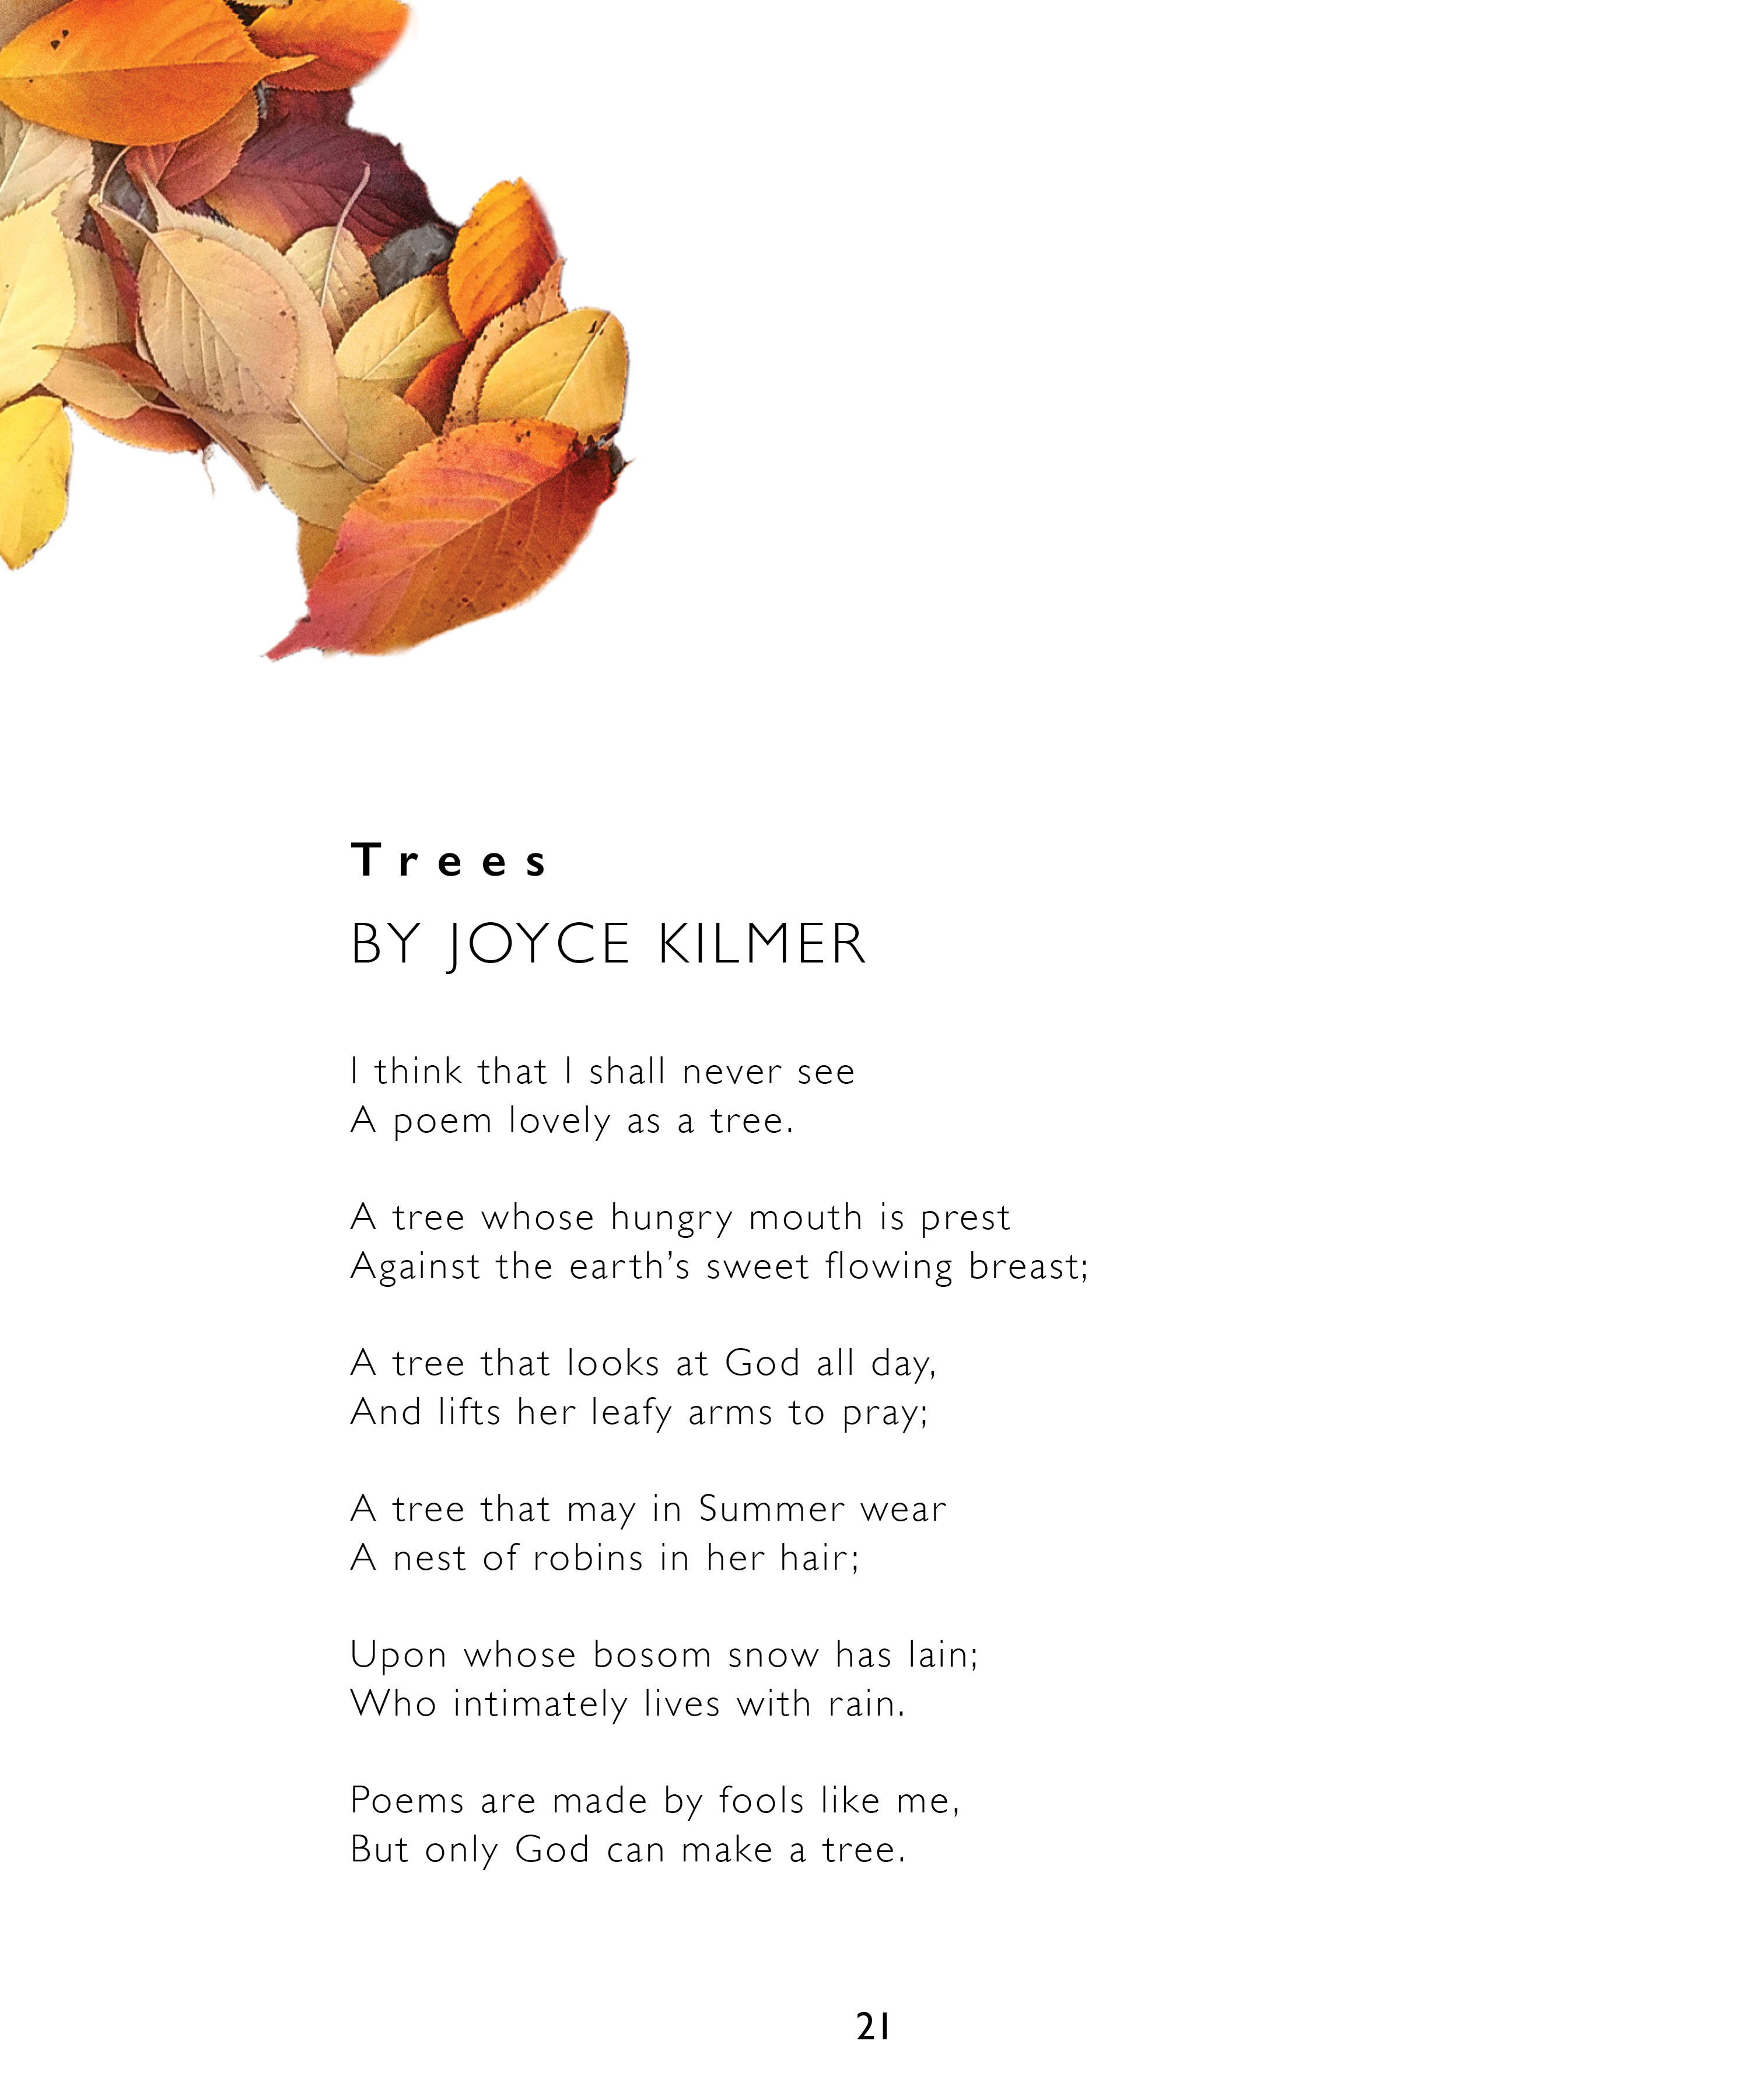 Trees
BY JOYCE KILMER
I think that I shall never see
A poem lovely as a tree.
A tree whose hungry mouth is prest
Against the earth’s sweet flowing breast;
A tree that looks at God all day,
And lifts her leafy arms to pray;
A tree that may in Summer wear
A nest of robins in her hair;
Upon whose bosom snow has lain;
Who intimately lives with rain.
Poems are made by fools like me,
But only God can make a tree.
21